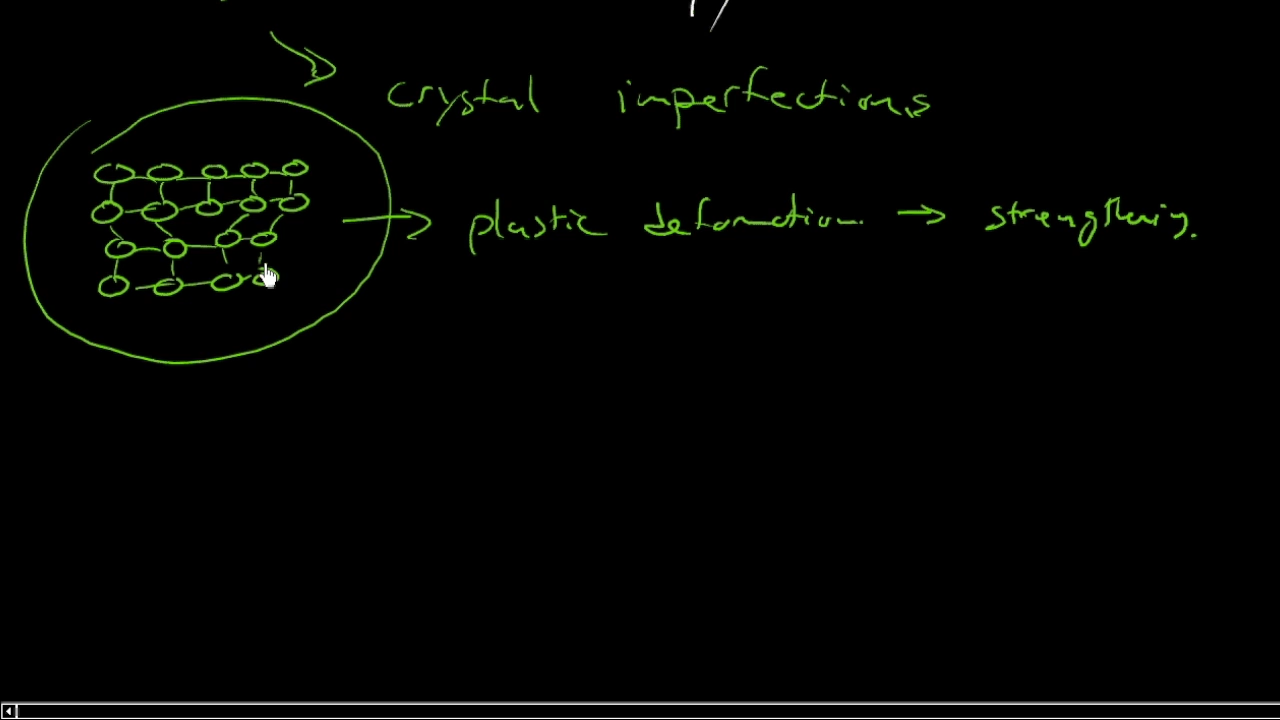 crystal imperfections
plastic deformation → strengthening.